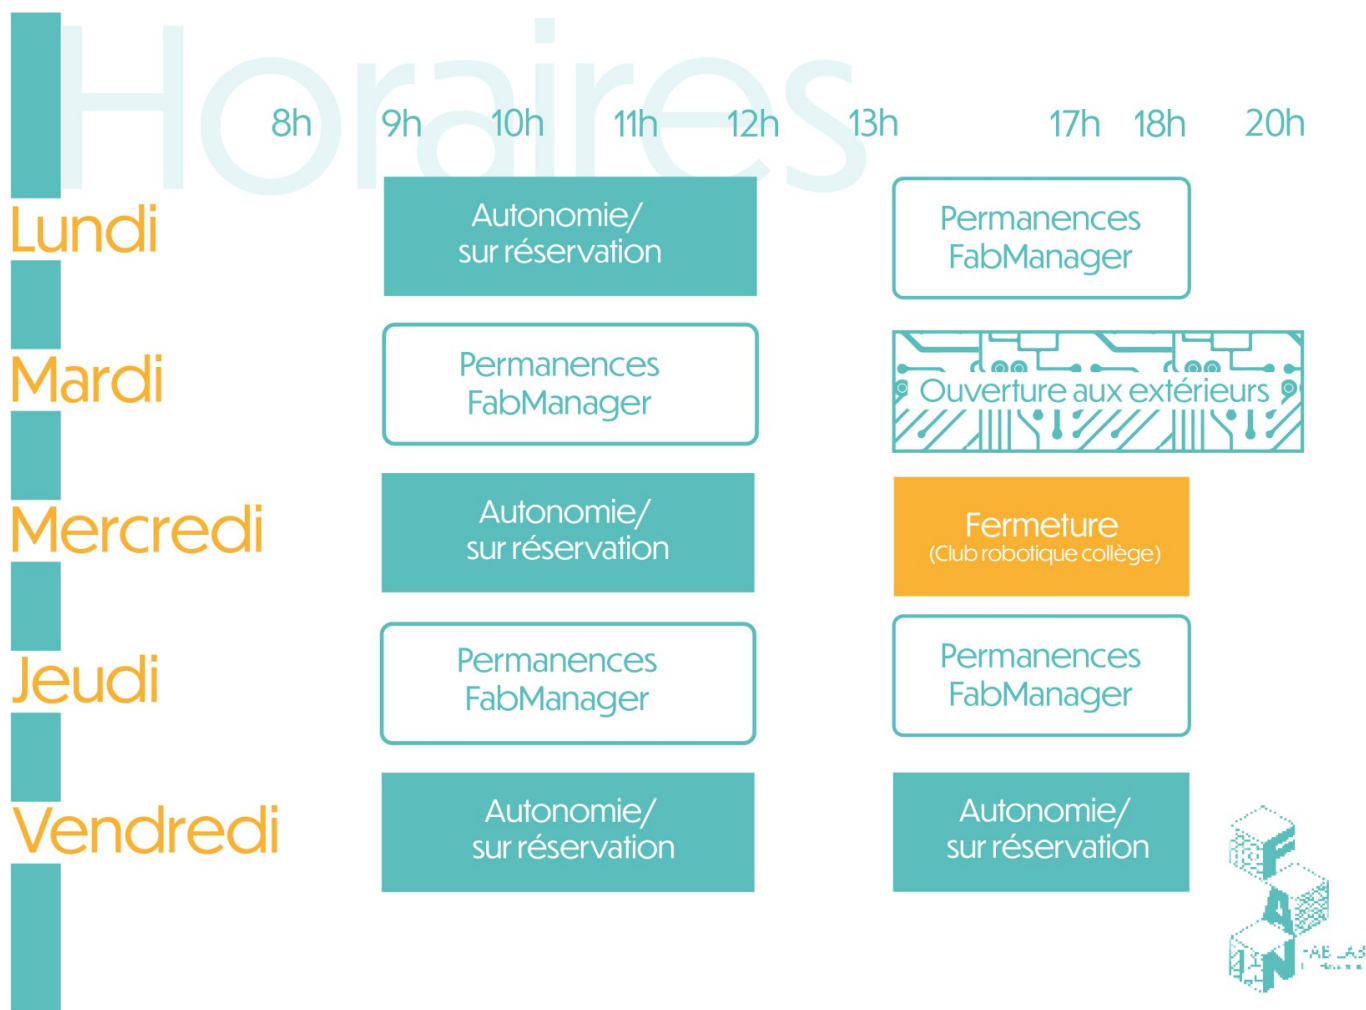 Horaires
8h 9h 10h 11h 12h 13h 17h 18h 20h
Lundi
Autonomie/
sur réservation
Permanences
FabManager
Mardi
Permanences
FabManager
Ouverture aux extérieurs
Mercredi
Autonomie/
sur réservation
Fermeture
(Club robotique collège)
Jeudi
Permanences
FabManager
Permanences
FabManager
Vendredi
Autonomie/
sur réservation
Autonomie/
sur réservation
F
A
N
FAB LAB